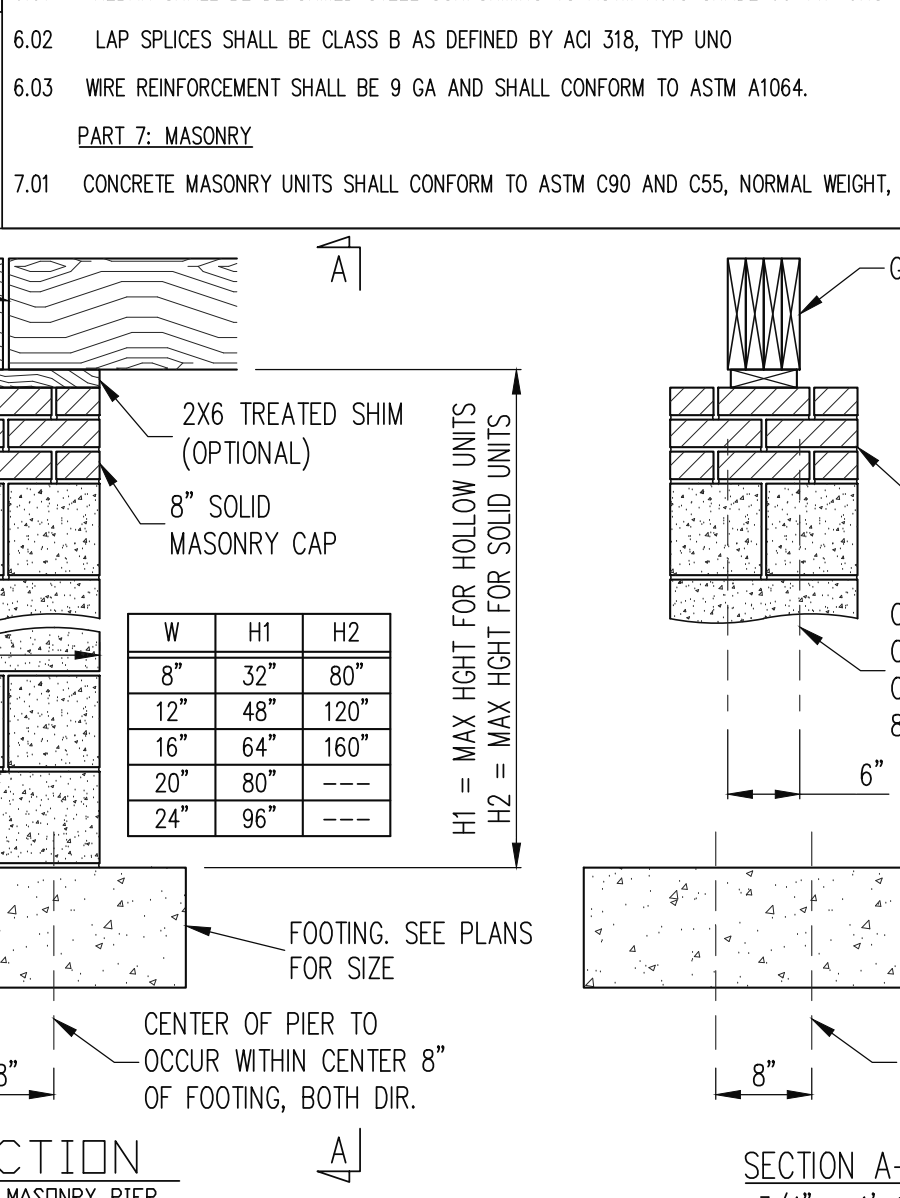 6.02 LAP SPLICES SHALL BE CLASS B AS DEFINED BY ACI 318, TYP UNO
6.03 WIRE REINFORCEMENT SHALL BE 9 GA AND SHALL CONFORM TO ASTM A1064.
PART 7: MASONRY
7.01 CONCRETE MASONRY UNITS SHALL CONFORM TO ASTM C90 AND C55, NORMAL WEIGHT,
A
G
2X6 TREATED SHIM
(OPTIONAL)
8” SOLID
MASONRY CAP
W H1 H2
8” 32” 80”
12” 48” 120”
16” 64” 160”
20” 80” ---
24” 96” ---
H1 = MAX HGHT FOR HOLLOW UNITS
H2 = MAX HGHT FOR SOLID UNITS
8
6”
FOOTING. SEE PLANS
FOR SIZE
CENTER OF PIER TO
OCCUR WITHIN CENTER 8”
OF FOOTING, BOTH DIR.
8”
8”
A
CTION
MASONRY PIER
SECTION A-